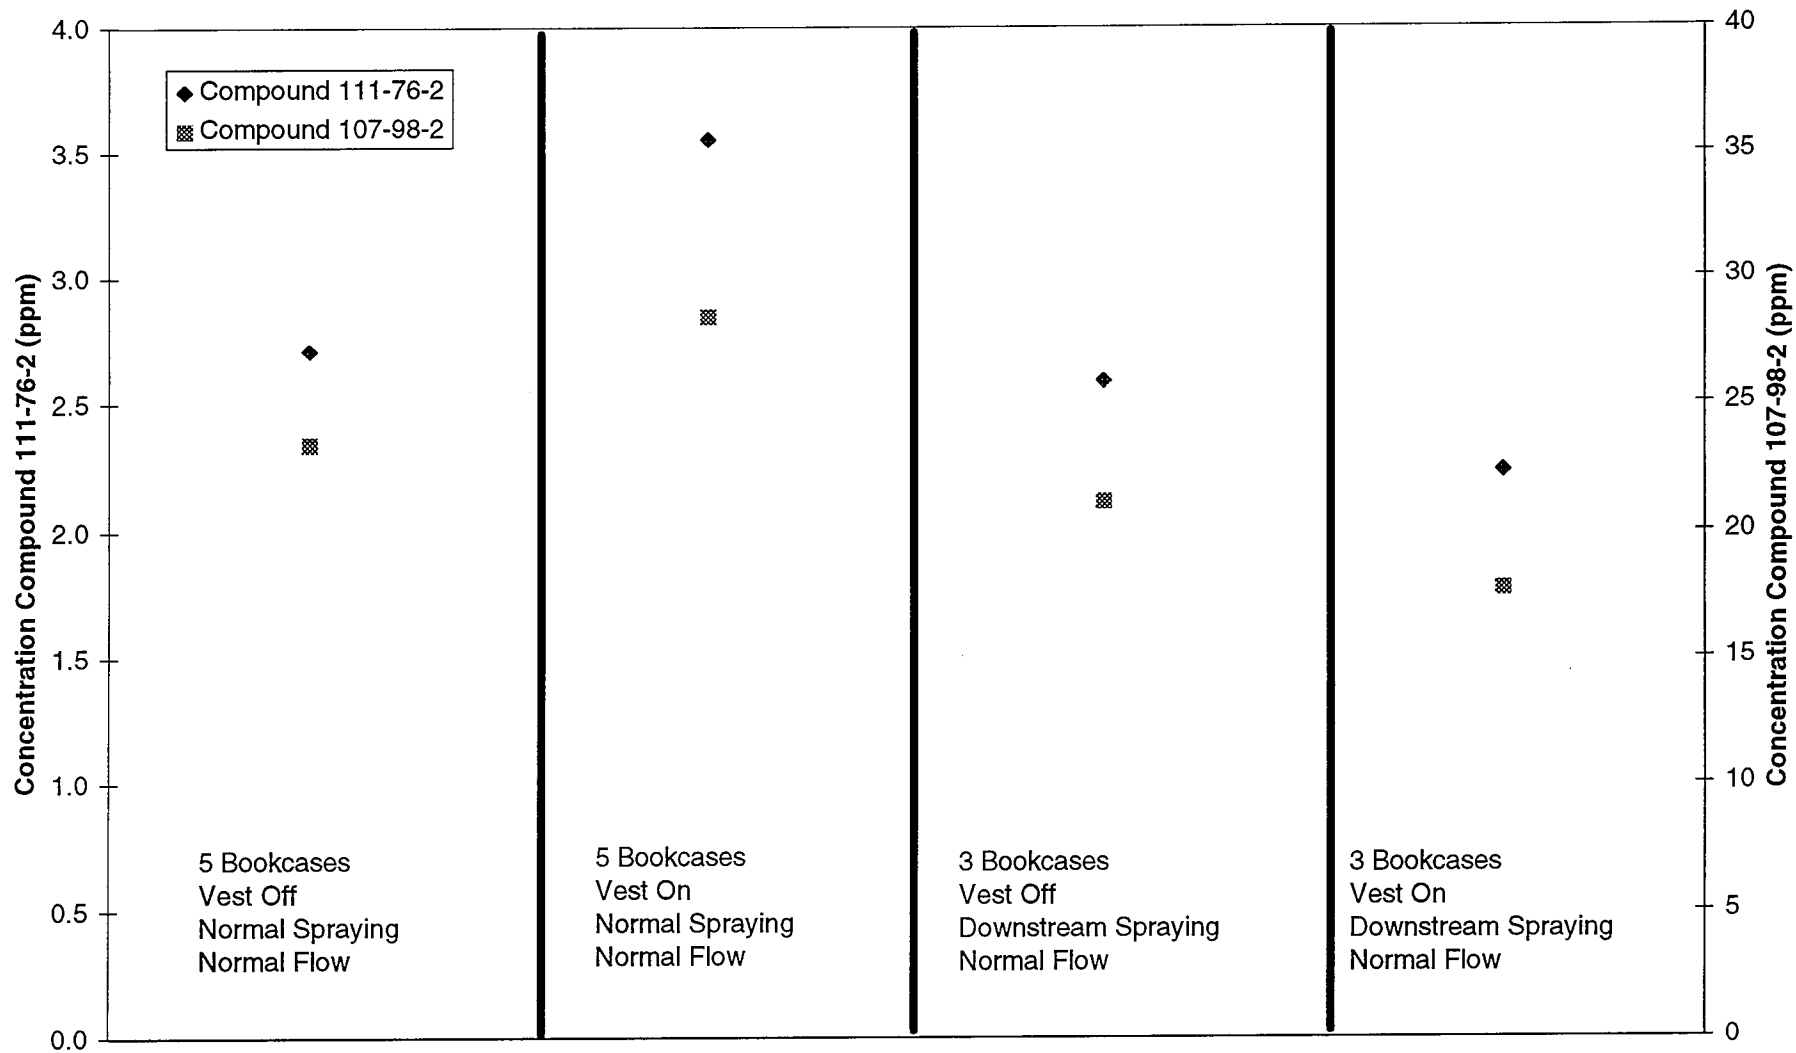 4.0
3.5
3.0
2.5
2.0
1.5
1.0
0.5
0.0
Concentration Compound 111-76-2 (ppm)
Compound 111-76-2
Compound 107-98-2
5 Bookcases
Vest Off
Normal Spraying
Normal Flow
5 Bookcases
Vest On
Normal Spraying
Normal Flow
3 Bookcases
Vest Off
Downstream Spraying
Normal Flow
3 Bookcases
Vest On
Downstream Spraying
Normal Flow
40
35
30
25
20
15
10
5
0
Concentration Compound 107-98-2 (ppm)